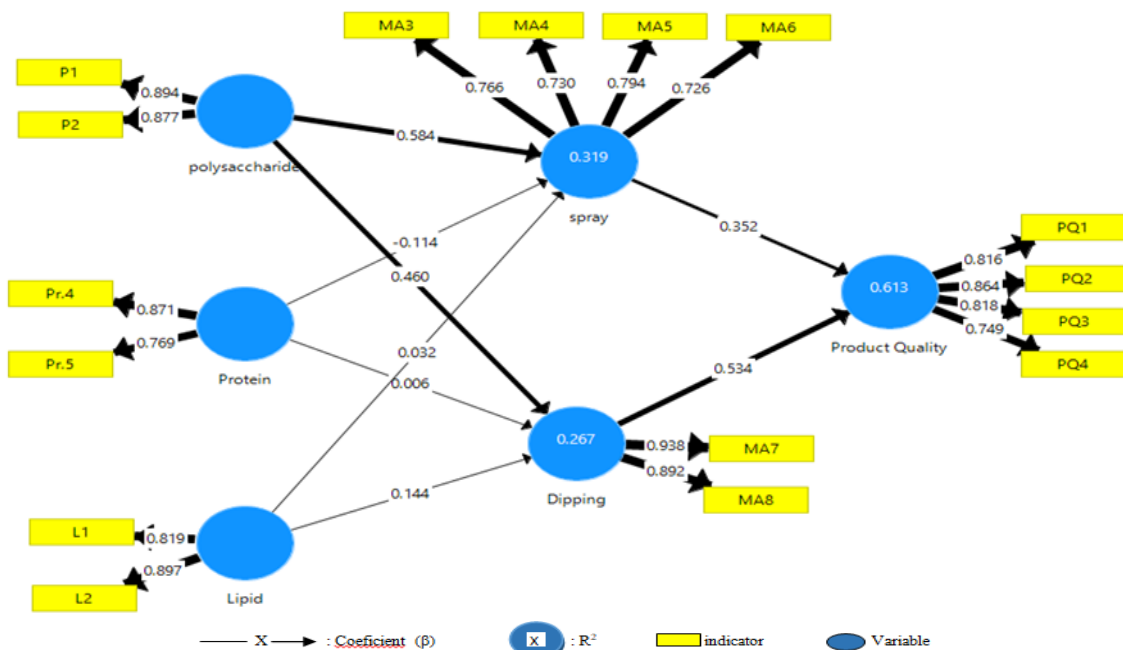 MA3 MA4 MA5 MA6
0.766 0.730 0.794 0.726
P1
0.894
P2
0.877
polysaccharide
0.584
0.319
spray
-0.114
0.460
0.352
Pr.4
0.871
Pr.5
0.769
Protein
0.032
0.006
0.613
Product Quality
0.816
PQ1
0.864
PQ2
0.818
PQ3
0.749
PQ4
0.534
0.267
Dipping
0.938
MA7
0.892
MA8
0.144
L1
0.819
L2
0.897
Lipid
X : Coeficient (β) X : R² indicator Variable